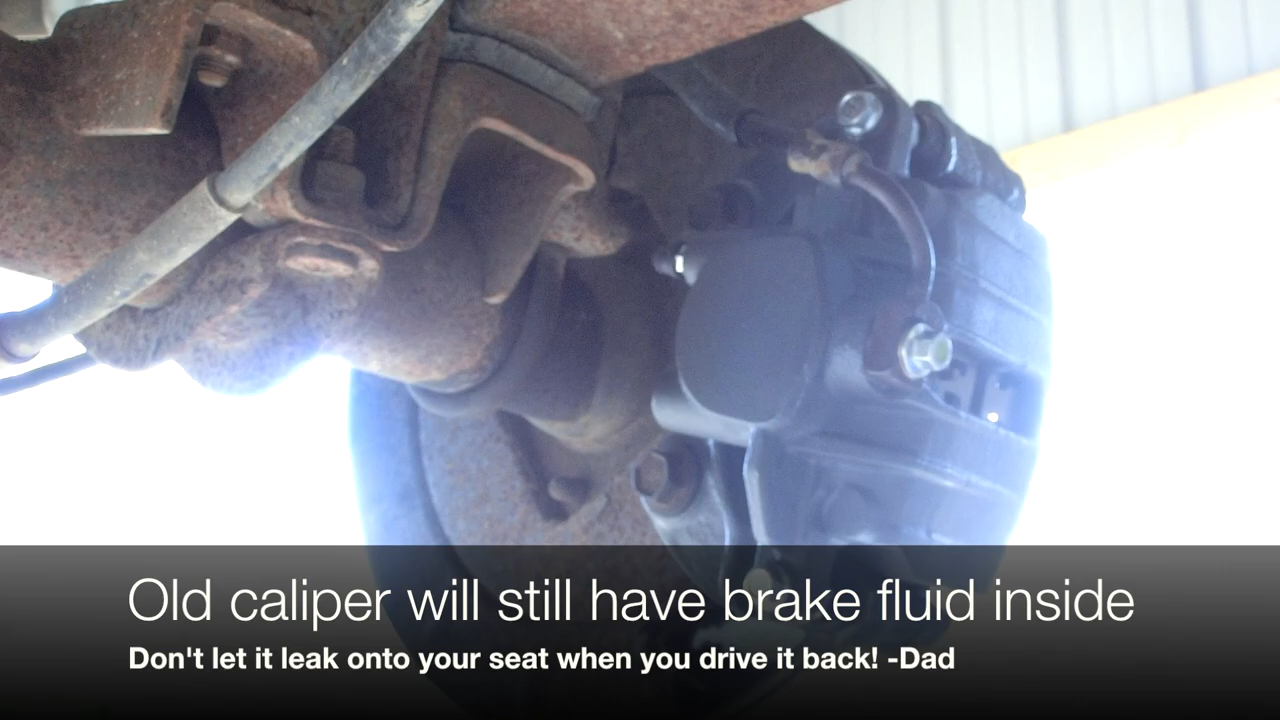 Old caliper will still have brake fluid inside
Don't let it leak onto your seat when you drive it back! -Dad